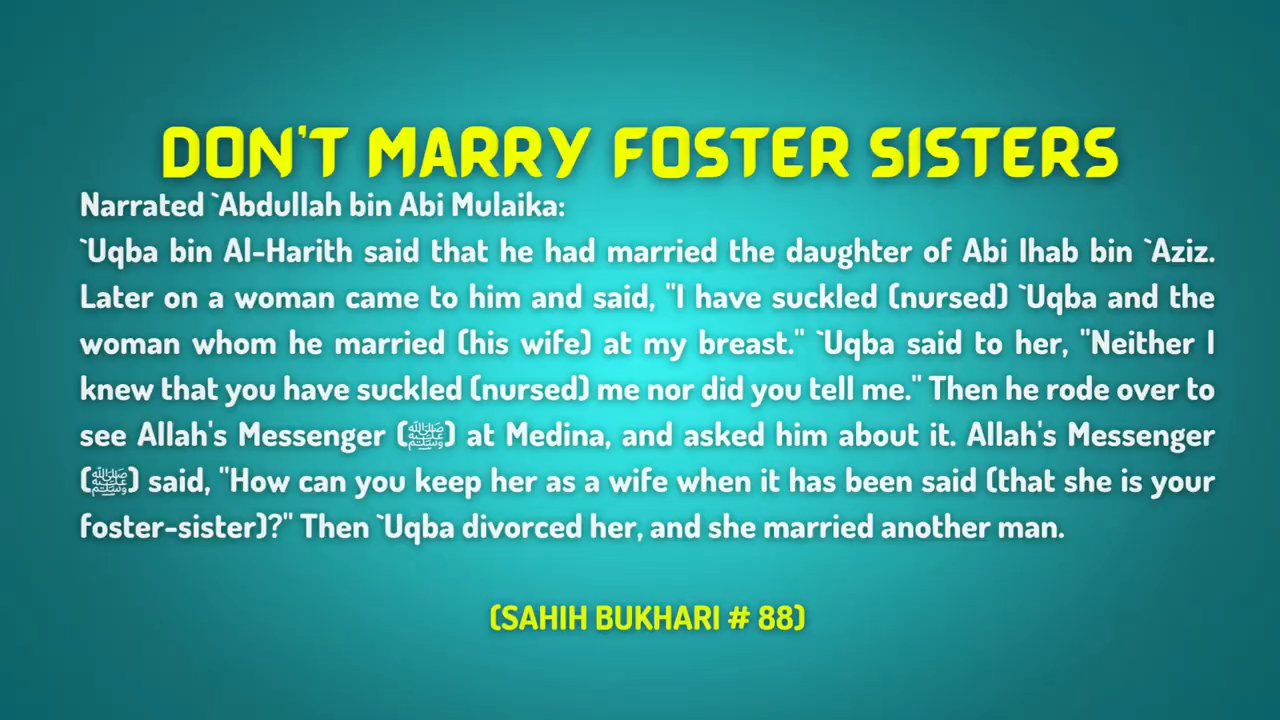 DON'T MARRY FOSTER SISTERS
Narrated `Abdullah bin Abi Mulaika:
`Uqba bin Al-Harith said that he had married the daughter of Abi Ihab bin `Aziz.
Later on a woman came to him and said, "I have suckled (nursed) `Uqba and the
woman whom he married (his wife) at my breast." `Uqba said to her, "Neither I
knew that you have suckled (nursed) me nor did you tell me." Then he rode over to
see Allah's Messenger (ﷺ) at Medina, and asked him about it. Allah's Messenger
(ﷺ) said, "How can you keep her as a wife when it has been said (that she is your
foster-sister)?" Then `Uqba divorced her, and she married another man.
(SAHIH BUKHARI # 88)